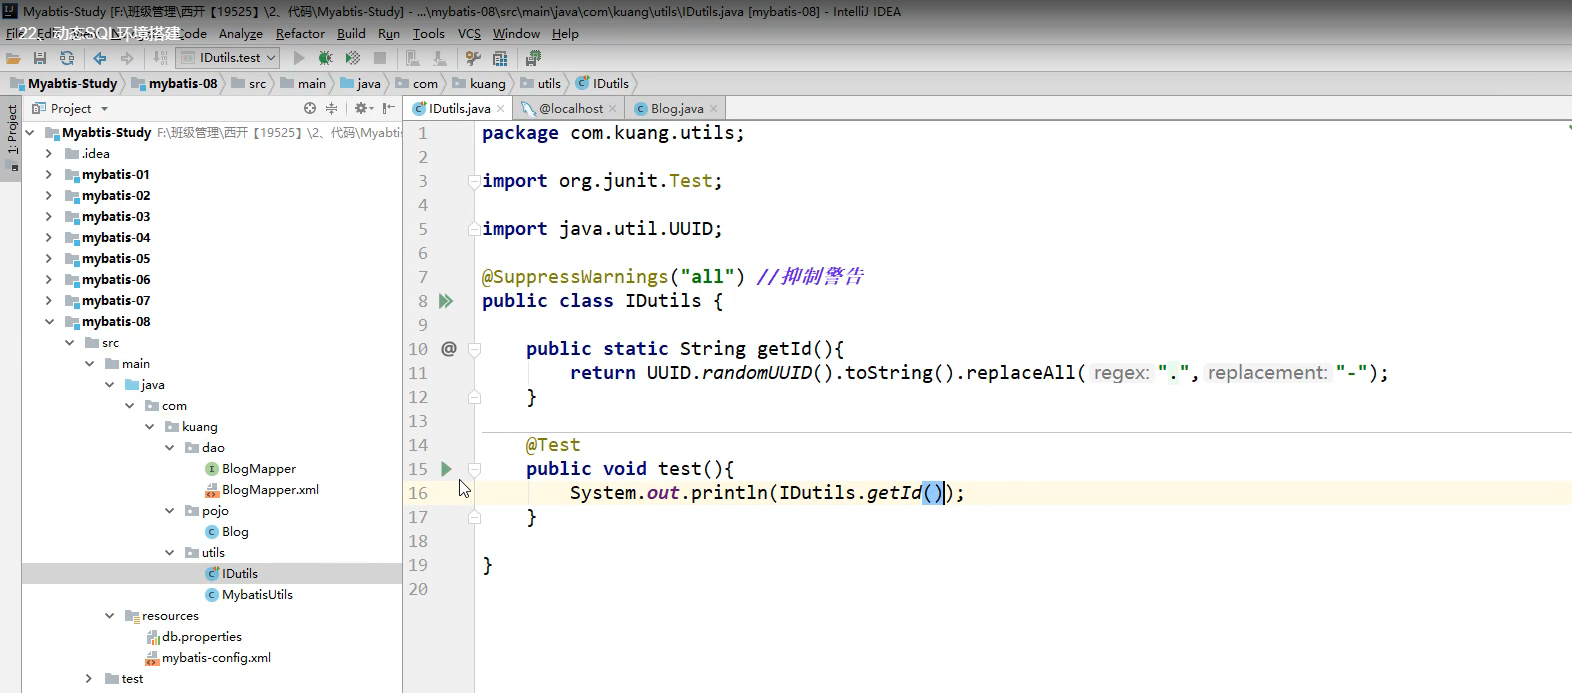 Myabtis-Study [F:\班级管理\西开【19525】\2、代码\Myabtis-Study] - ...\mybatis-08\src\main\java\com\kuang\utils\IDutils.java [mybatis-08] - IntelliJ IDEA
22、动态SQL环境搭建
Code Analyze Refactor Build Run Tools VCS Window Help
IDutils.test
Myabtis-Study mybatis-08 src main java com kuang utils IDutils
Project
IDutils.java @localhost Blog.java
1: Project
Myabtis-Study F:\班级管理\西开【19525】\2、代码\Myabti
.idea
mybatis-01
mybatis-02
mybatis-03
mybatis-04
mybatis-05
mybatis-06
mybatis-07
mybatis-08
src
main
java
com
kuang
dao
BlogMapper
BlogMapper.xml
pojo
Blog
utils
IDutils
MybatisUtils
resources
db.properties
mybatis-config.xml
test
1 package com.kuang.utils;
2
3 import org.junit.Test;
4
5 import java.util.UUID;
6
7 @SuppressWarnings("all") //抑制警告
8 public class IDutils {
9
10 @ public static String getId(){
11 return UUID.randomUUID().toString().replaceAll( regex: ".", replacement: "-");
12 }
13
14 @Test
15 public void test(){
16 System.out.println(IDutils.getId());
17 }
18
19 }
20